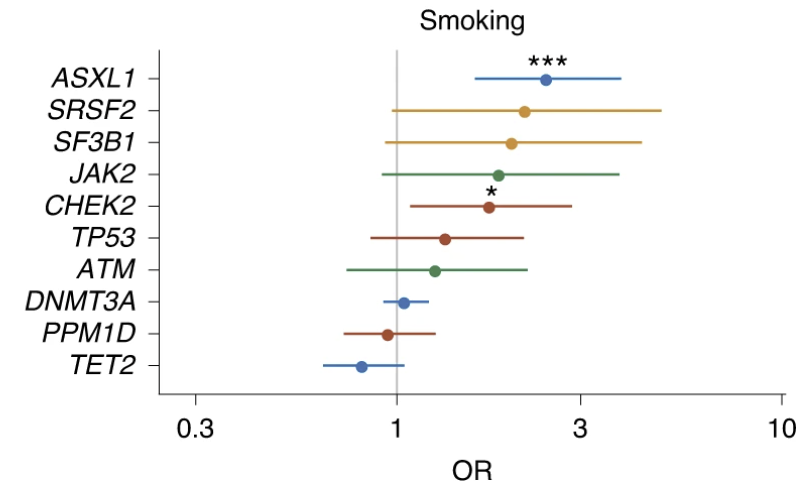 Smoking
ASXL1
***
SRSF2
SF3B1
JAK2
CHEK2
*
TP53
ATM
DNMT3A
PPM1D
TET2
0.3 1 3 10
OR